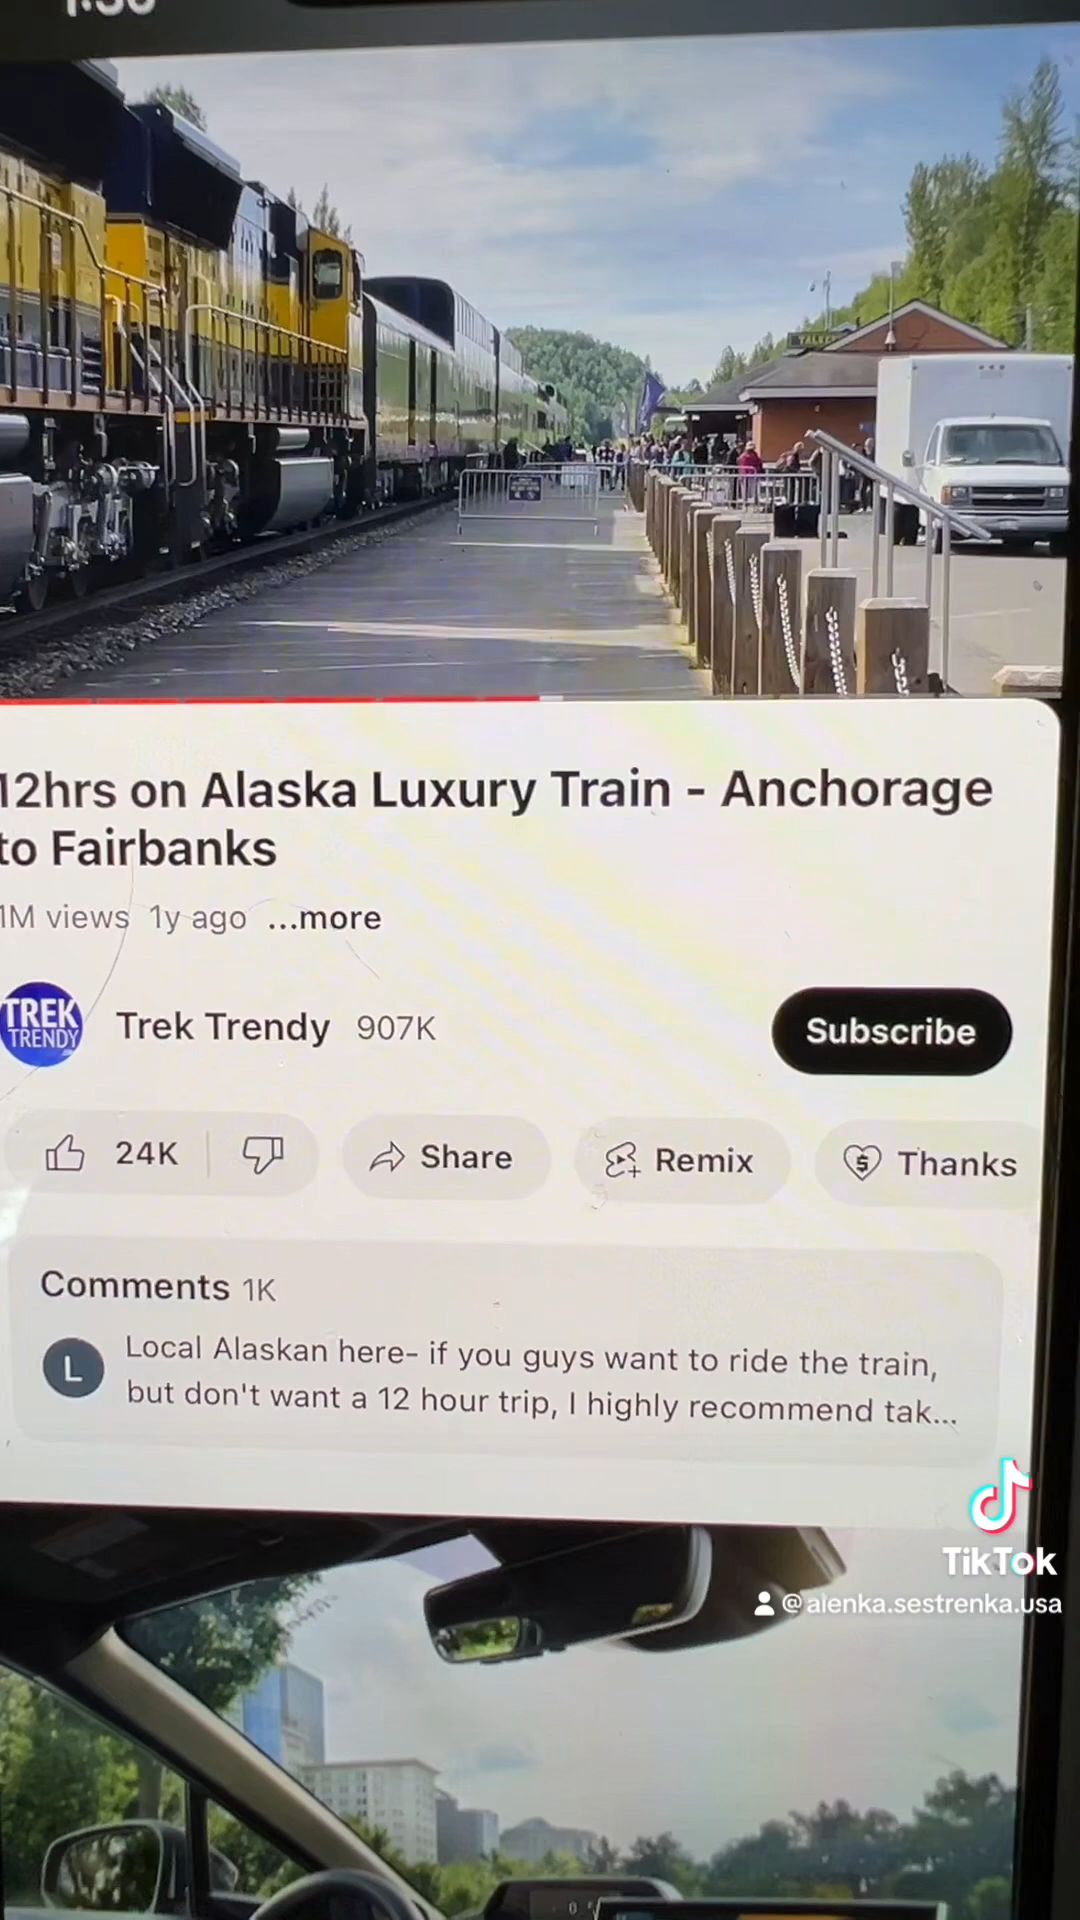 12hrs on Alaska Luxury Train - Anchorage
to Fairbanks
1M views 1y ago ...more
TREK
TRENDY
Trek Trendy 907K
Subscribe
24K
Share
Remix
Thanks
Comments 1K
L
Local Alaskan here- if you guys want to ride the train,
but don't want a 12 hour trip, I highly recommend tak...
TikTok
@alenka.sestrenka.usa